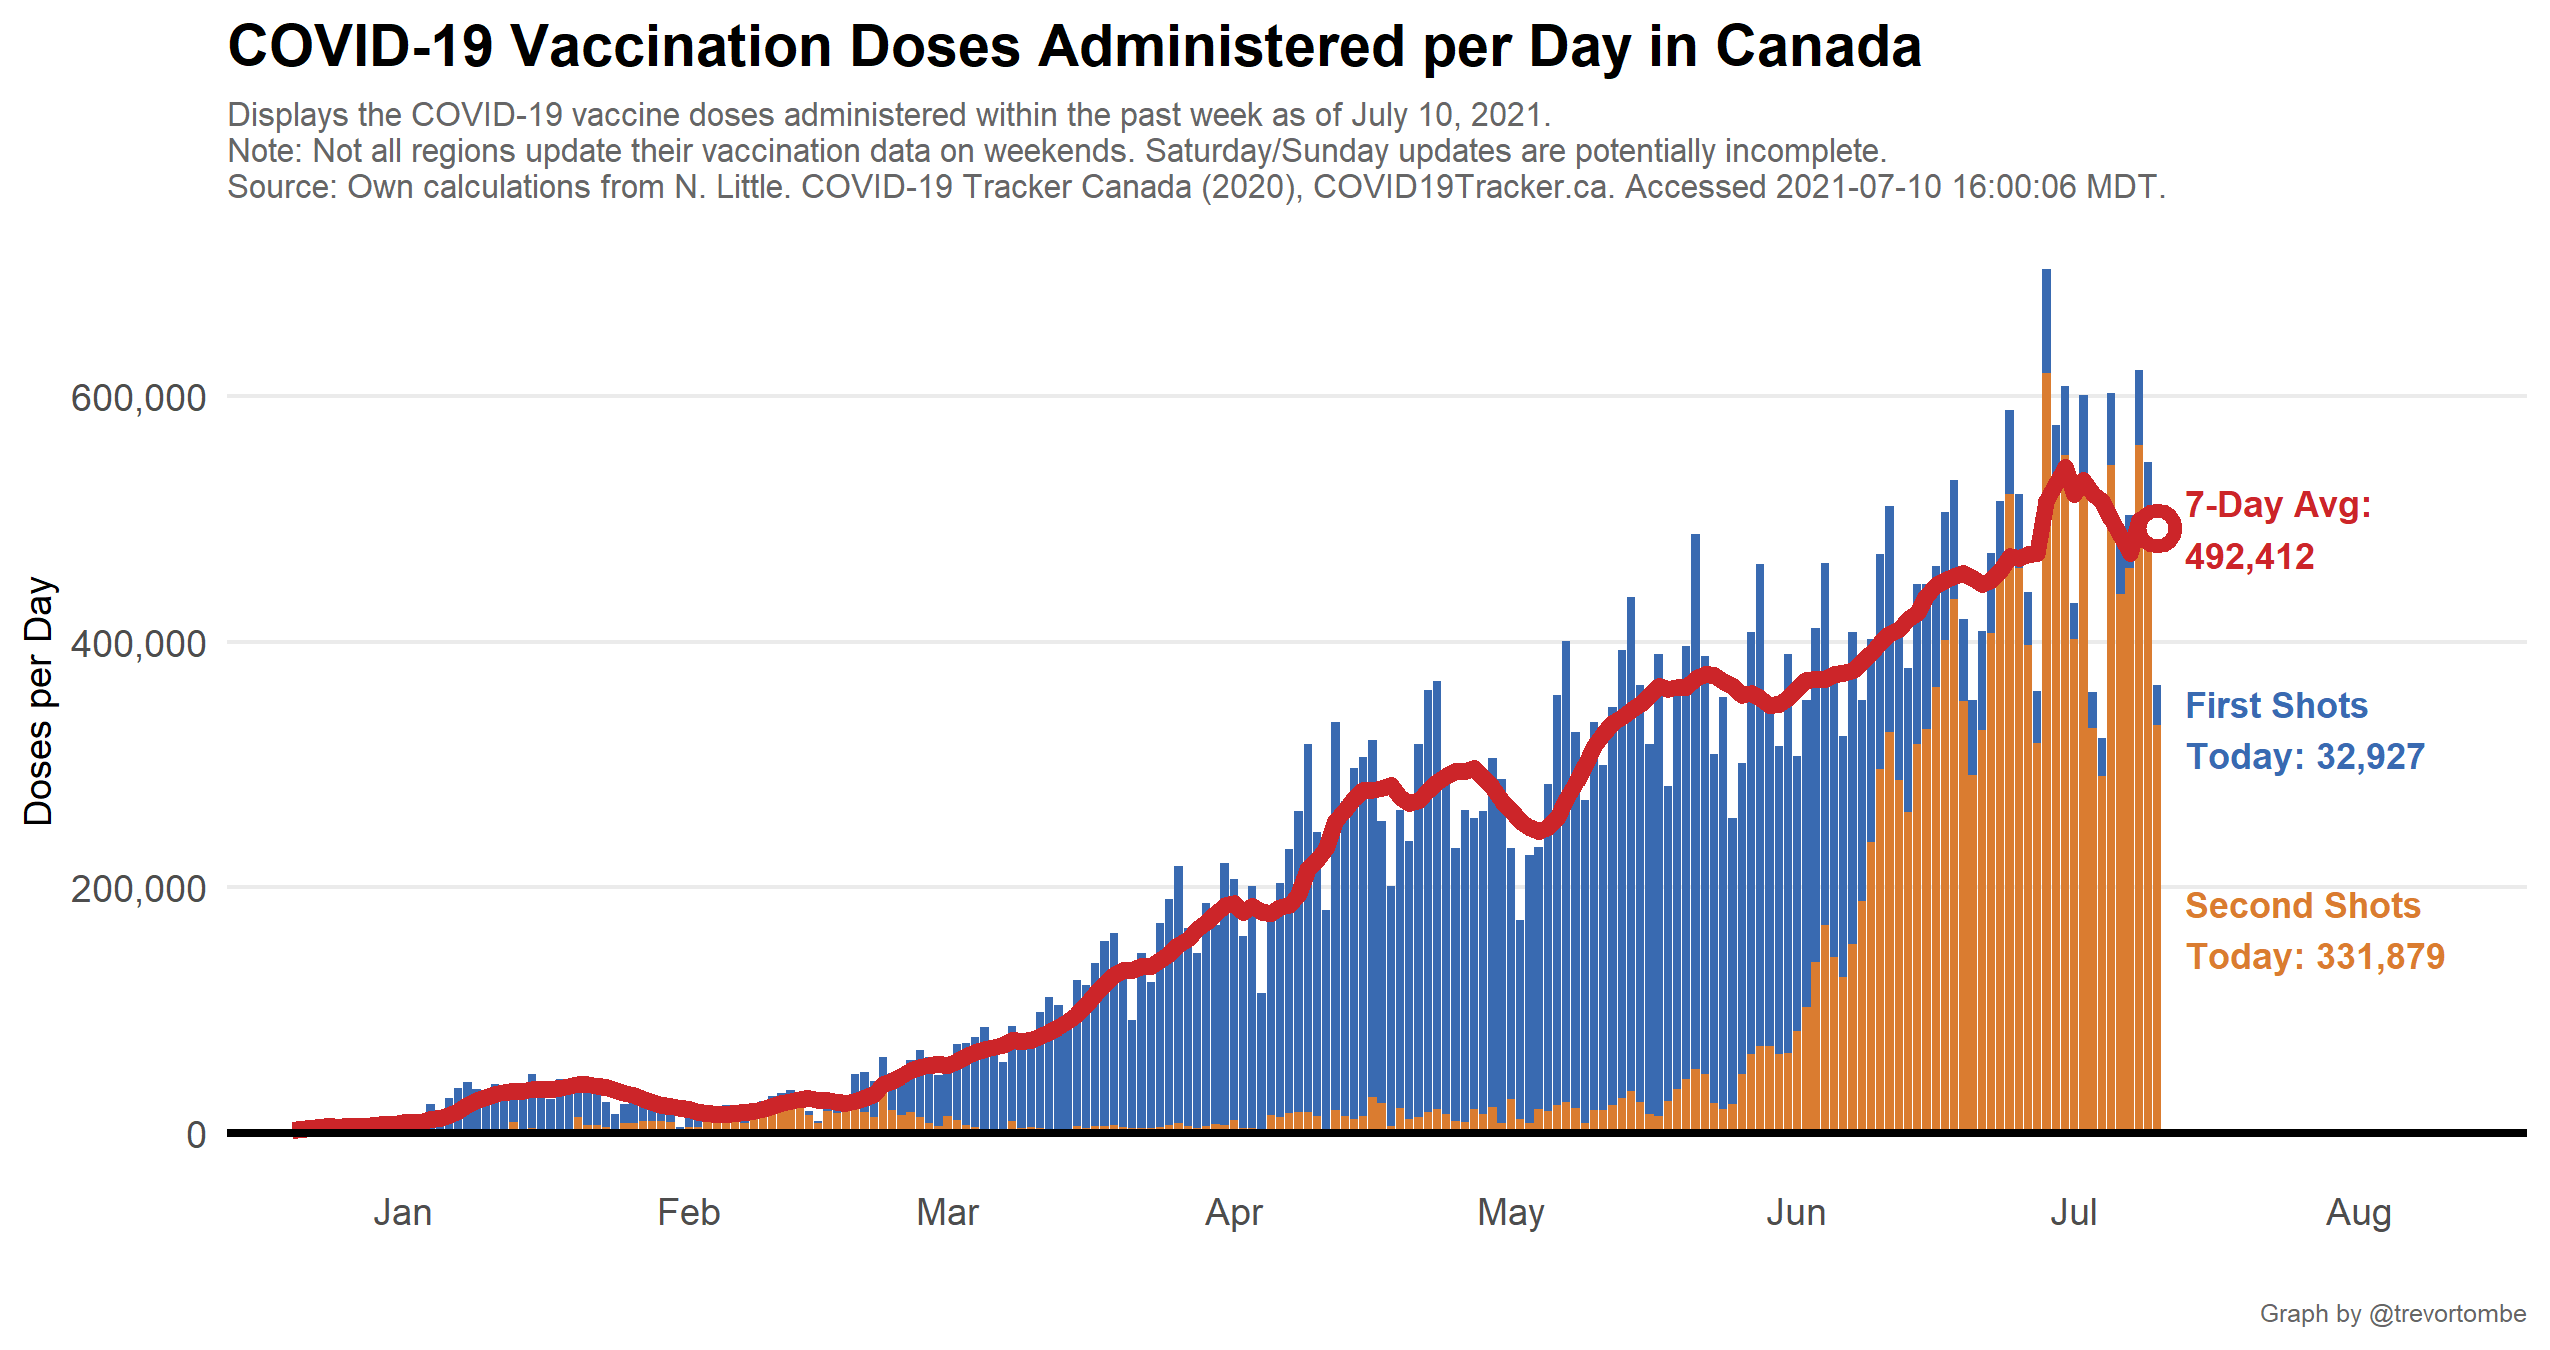 COVID-19 Vaccination Doses Administered per Day in Canada
Displays the COVID-19 vaccine doses administered within the past week as of July 10, 2021.
Note: Not all regions update their vaccination data on weekends. Saturday/Sunday updates are potentially incomplete.
Source: Own calculations from N. Little. COVID-19 Tracker Canada (2020), COVID19Tracker.ca. Accessed 2021-07-10 16:00:06 MDT.
Doses per Day
600,000
400,000
200,000
0
7-Day Avg:
492,412
First Shots
Today: 32,927
Second Shots
Today: 331,879
Jan Feb Mar Apr May Jun Jul Aug
Graph by @trevortombe